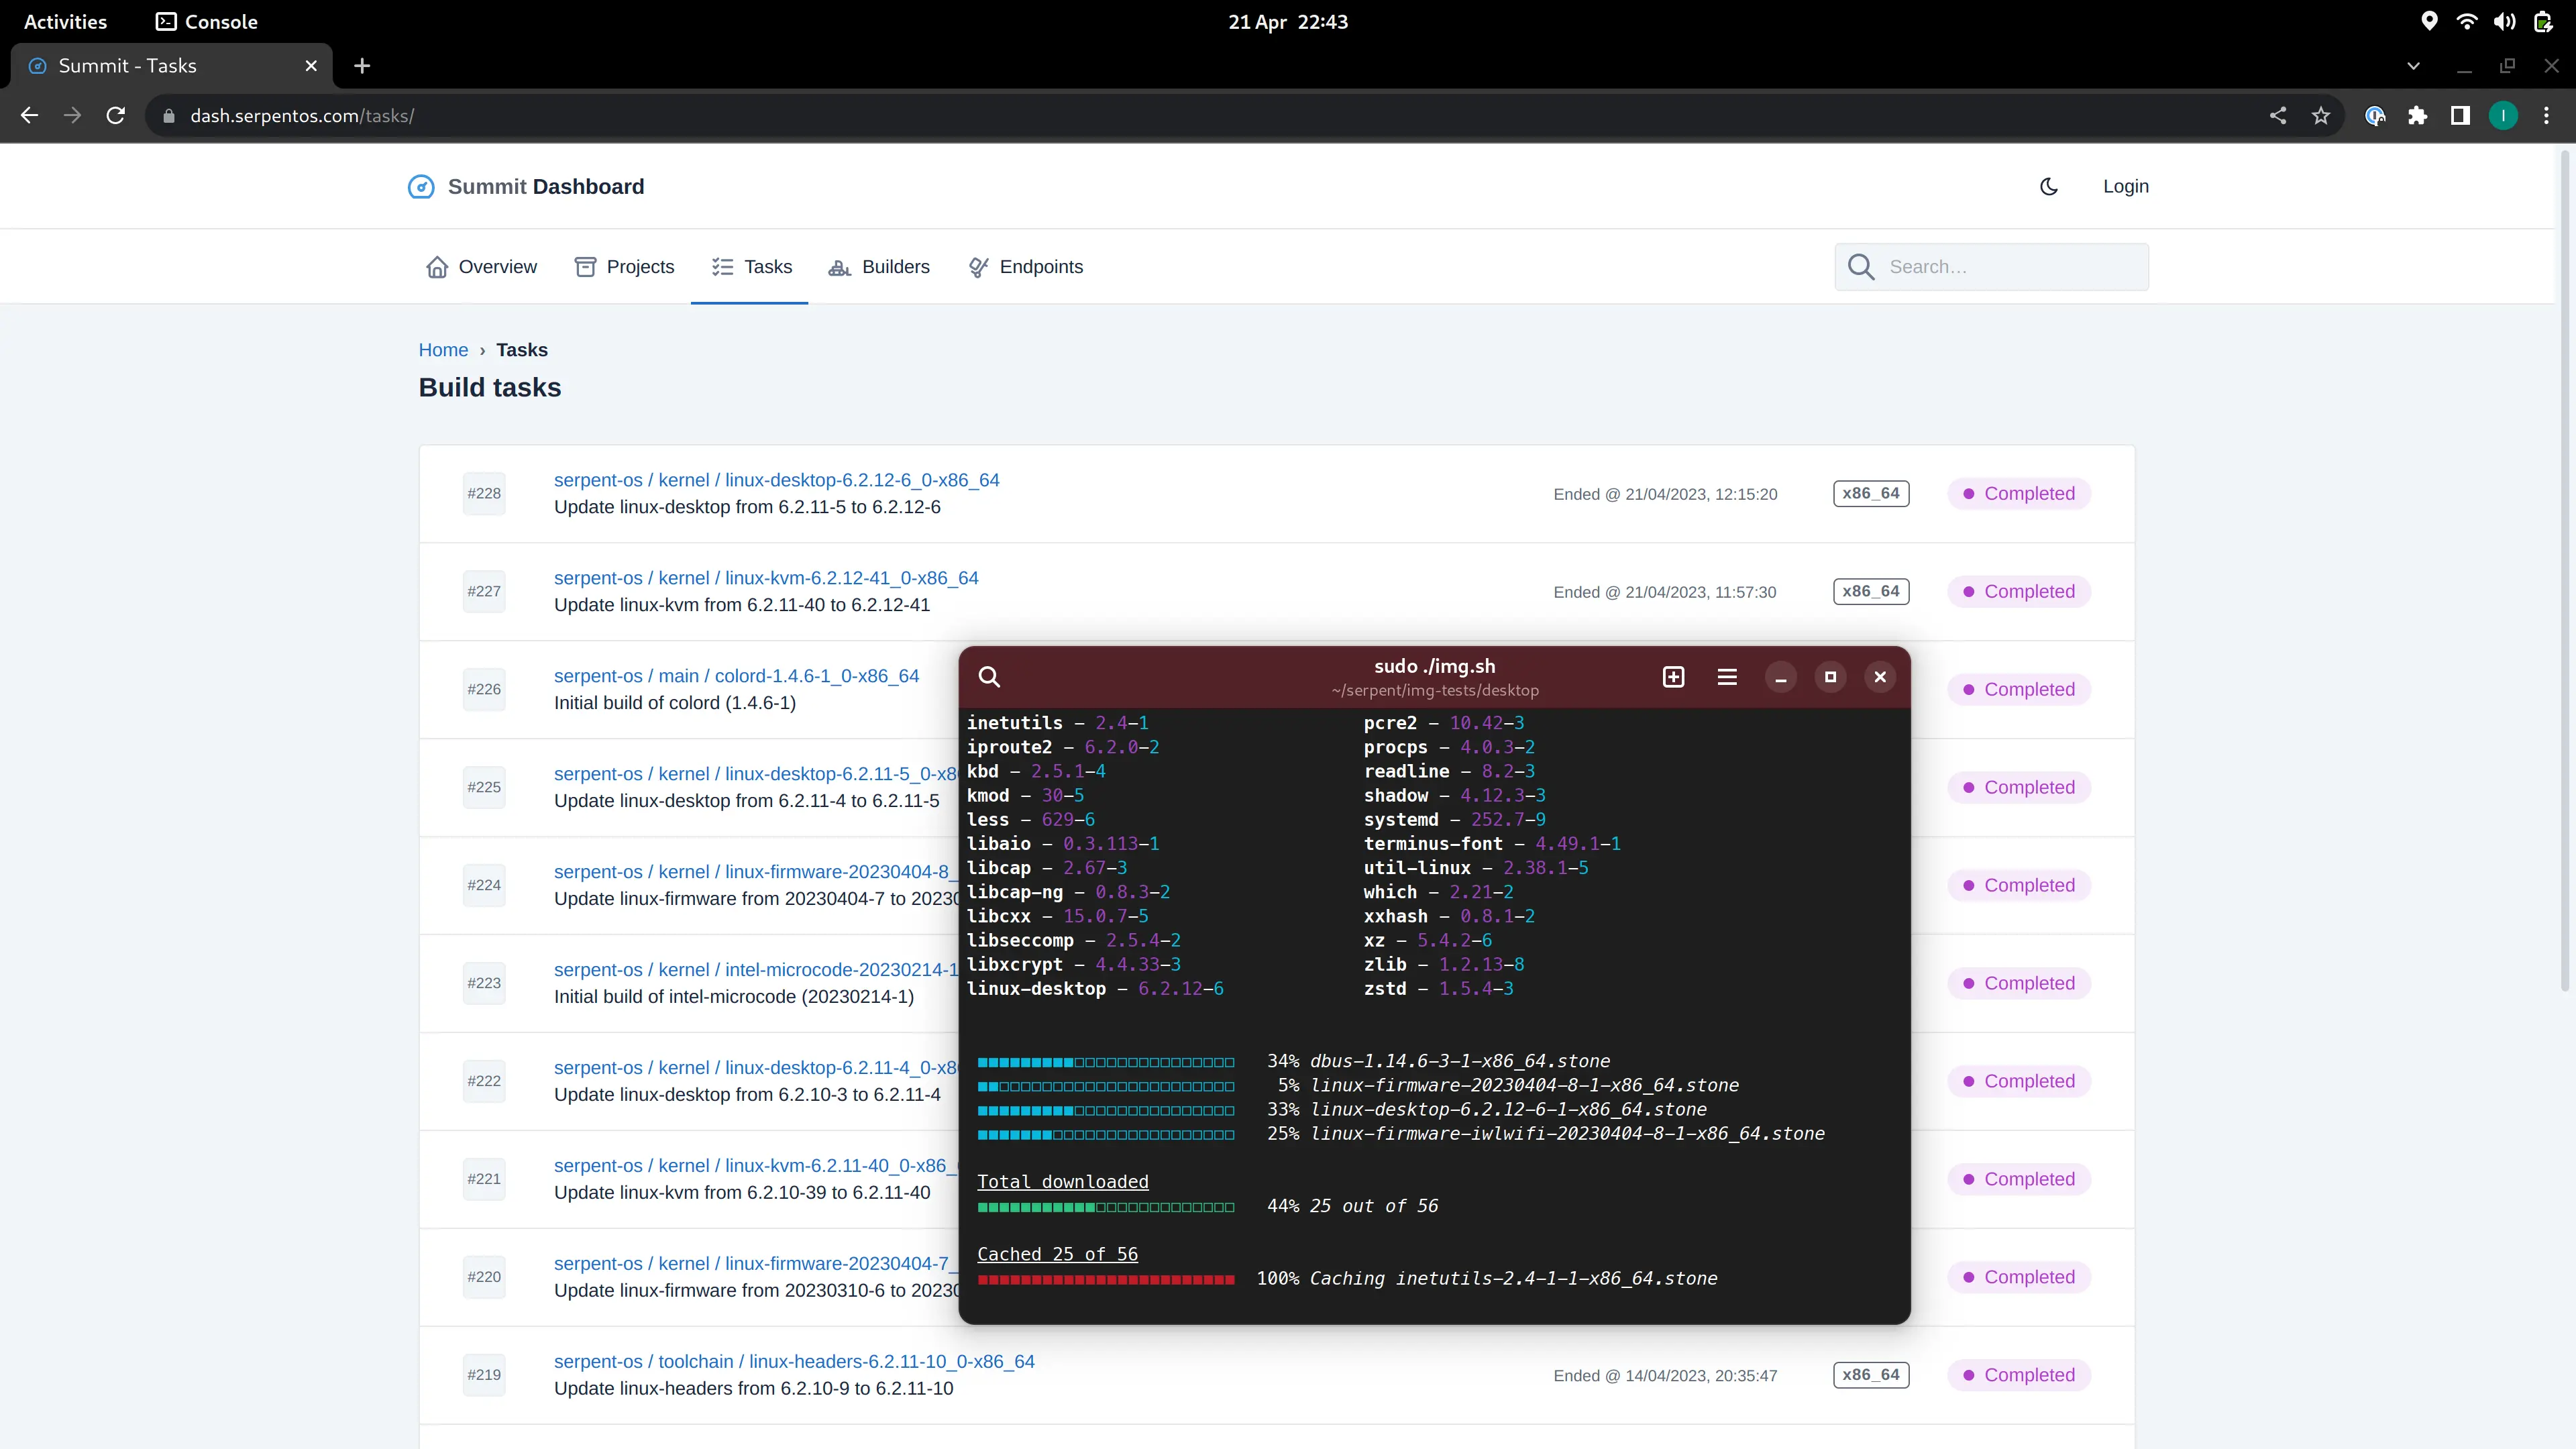 Activities
Console
21 Apr 22:43
Summit - Tasks
dash.serpentos.com/tasks/
I
Summit Dashboard
Login
Overview
Projects
Tasks
Builders
Endpoints
Search...
Home › Tasks
Build tasks
#228
serpent-os / kernel / linux-desktop-6.2.12-6_0-x86_64
Update linux-desktop from 6.2.11-5 to 6.2.12-6
Ended @ 21/04/2023, 12:15:20
x86_64
Completed
#227
serpent-os / kernel / linux-kvm-6.2.12-41_0-x86_64
Update linux-kvm from 6.2.11-40 to 6.2.12-41
Ended @ 21/04/2023, 11:57:30
x86_64
Completed
#226
serpent-os / main / colord-1.4.6-1_0-x86_64
Initial build of colord (1.4.6-1)
Completed
#225
serpent-os / kernel / linux-desktop-6.2.11-5_0-x8
Update linux-desktop from 6.2.11-4 to 6.2.11-5
Completed
#224
serpent-os / kernel / linux-firmware-20230404-8_
Update linux-firmware from 20230404-7 to 20230
Completed
#223
serpent-os / kernel / intel-microcode-20230214-1
Initial build of intel-microcode (20230214-1)
Completed
#222
serpent-os / kernel / linux-desktop-6.2.11-4_0-x8
Update linux-desktop from 6.2.10-3 to 6.2.11-4
Completed
#221
serpent-os / kernel / linux-kvm-6.2.11-40_0-x86_
Update linux-kvm from 6.2.10-39 to 6.2.11-40
Completed
#220
serpent-os / kernel / linux-firmware-20230404-7_
Update linux-firmware from 20230310-6 to 20230
Completed
#219
serpent-os / toolchain / linux-headers-6.2.11-10_0-x86_64
Update linux-headers from 6.2.10-9 to 6.2.11-10
Ended @ 14/04/2023, 20:35:47
x86_64
Completed
sudo ./img.sh
~/serpent/img-tests/desktop
inetutils - 2.4-1
pcre2 - 10.42-3
iproute2 - 6.2.0-2
procps - 4.0.3-2
kbd - 2.5.1-4
readline - 8.2-3
kmod - 30-5
shadow - 4.12.3-3
less - 629-6
systemd - 252.7-9
libaio - 0.3.113-1
terminus-font - 4.49.1-1
libcap - 2.67-3
util-linux - 2.38.1-5
libcap-ng - 0.8.3-2
which - 2.21-2
libcxx - 15.0.7-5
xxhash - 0.8.1-2
libseccomp - 2.5.4-2
xz - 5.4.2-6
libxcrypt - 4.4.33-3
zlib - 1.2.13-8
linux-desktop - 6.2.12-6
zstd - 1.5.4-3
34% dbus-1.14.6-3-1-x86_64.stone
5% linux-firmware-20230404-8-1-x86_64.stone
33% linux-desktop-6.2.12-6-1-x86_64.stone
25% linux-firmware-iwlwifi-20230404-8-1-x86_64.stone
Total downloaded
44% 25 out of 56
Cached 25 of 56
100% Caching inetutils-2.4-1-1-x86_64.stone